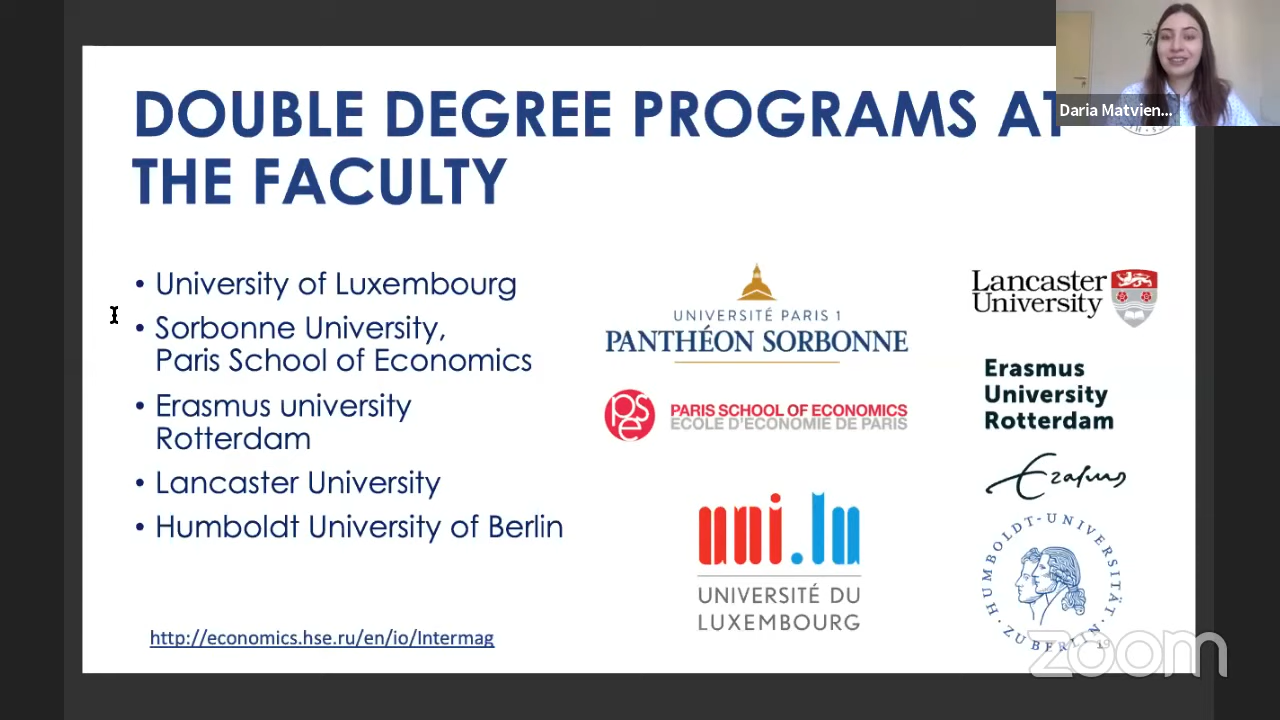 DOUBLE DEGREE PROGRAMS AT
THE FACULTY
Daria Matvien...
• University of Luxembourg
• Sorbonne University,
Paris School of Economics
• Erasmus university
Rotterdam
• Lancaster University
• Humboldt University of Berlin
http://economics.hse.ru/en/io/Intermag
UNIVERSITÉ PARIS 1
PANTHÉON SORBONNE
pse
PARIS SCHOOL OF ECONOMICS
ECOLE D'ECONOMIE DE PARIS
uni.lu
UNIVERSITÉ DU
LUXEMBOURG
Lancaster
University
Erasmus
University
Rotterdam
Erasmus
HUMBOLDT-UNIVERSITÄT
ZU BERLIN
zoom